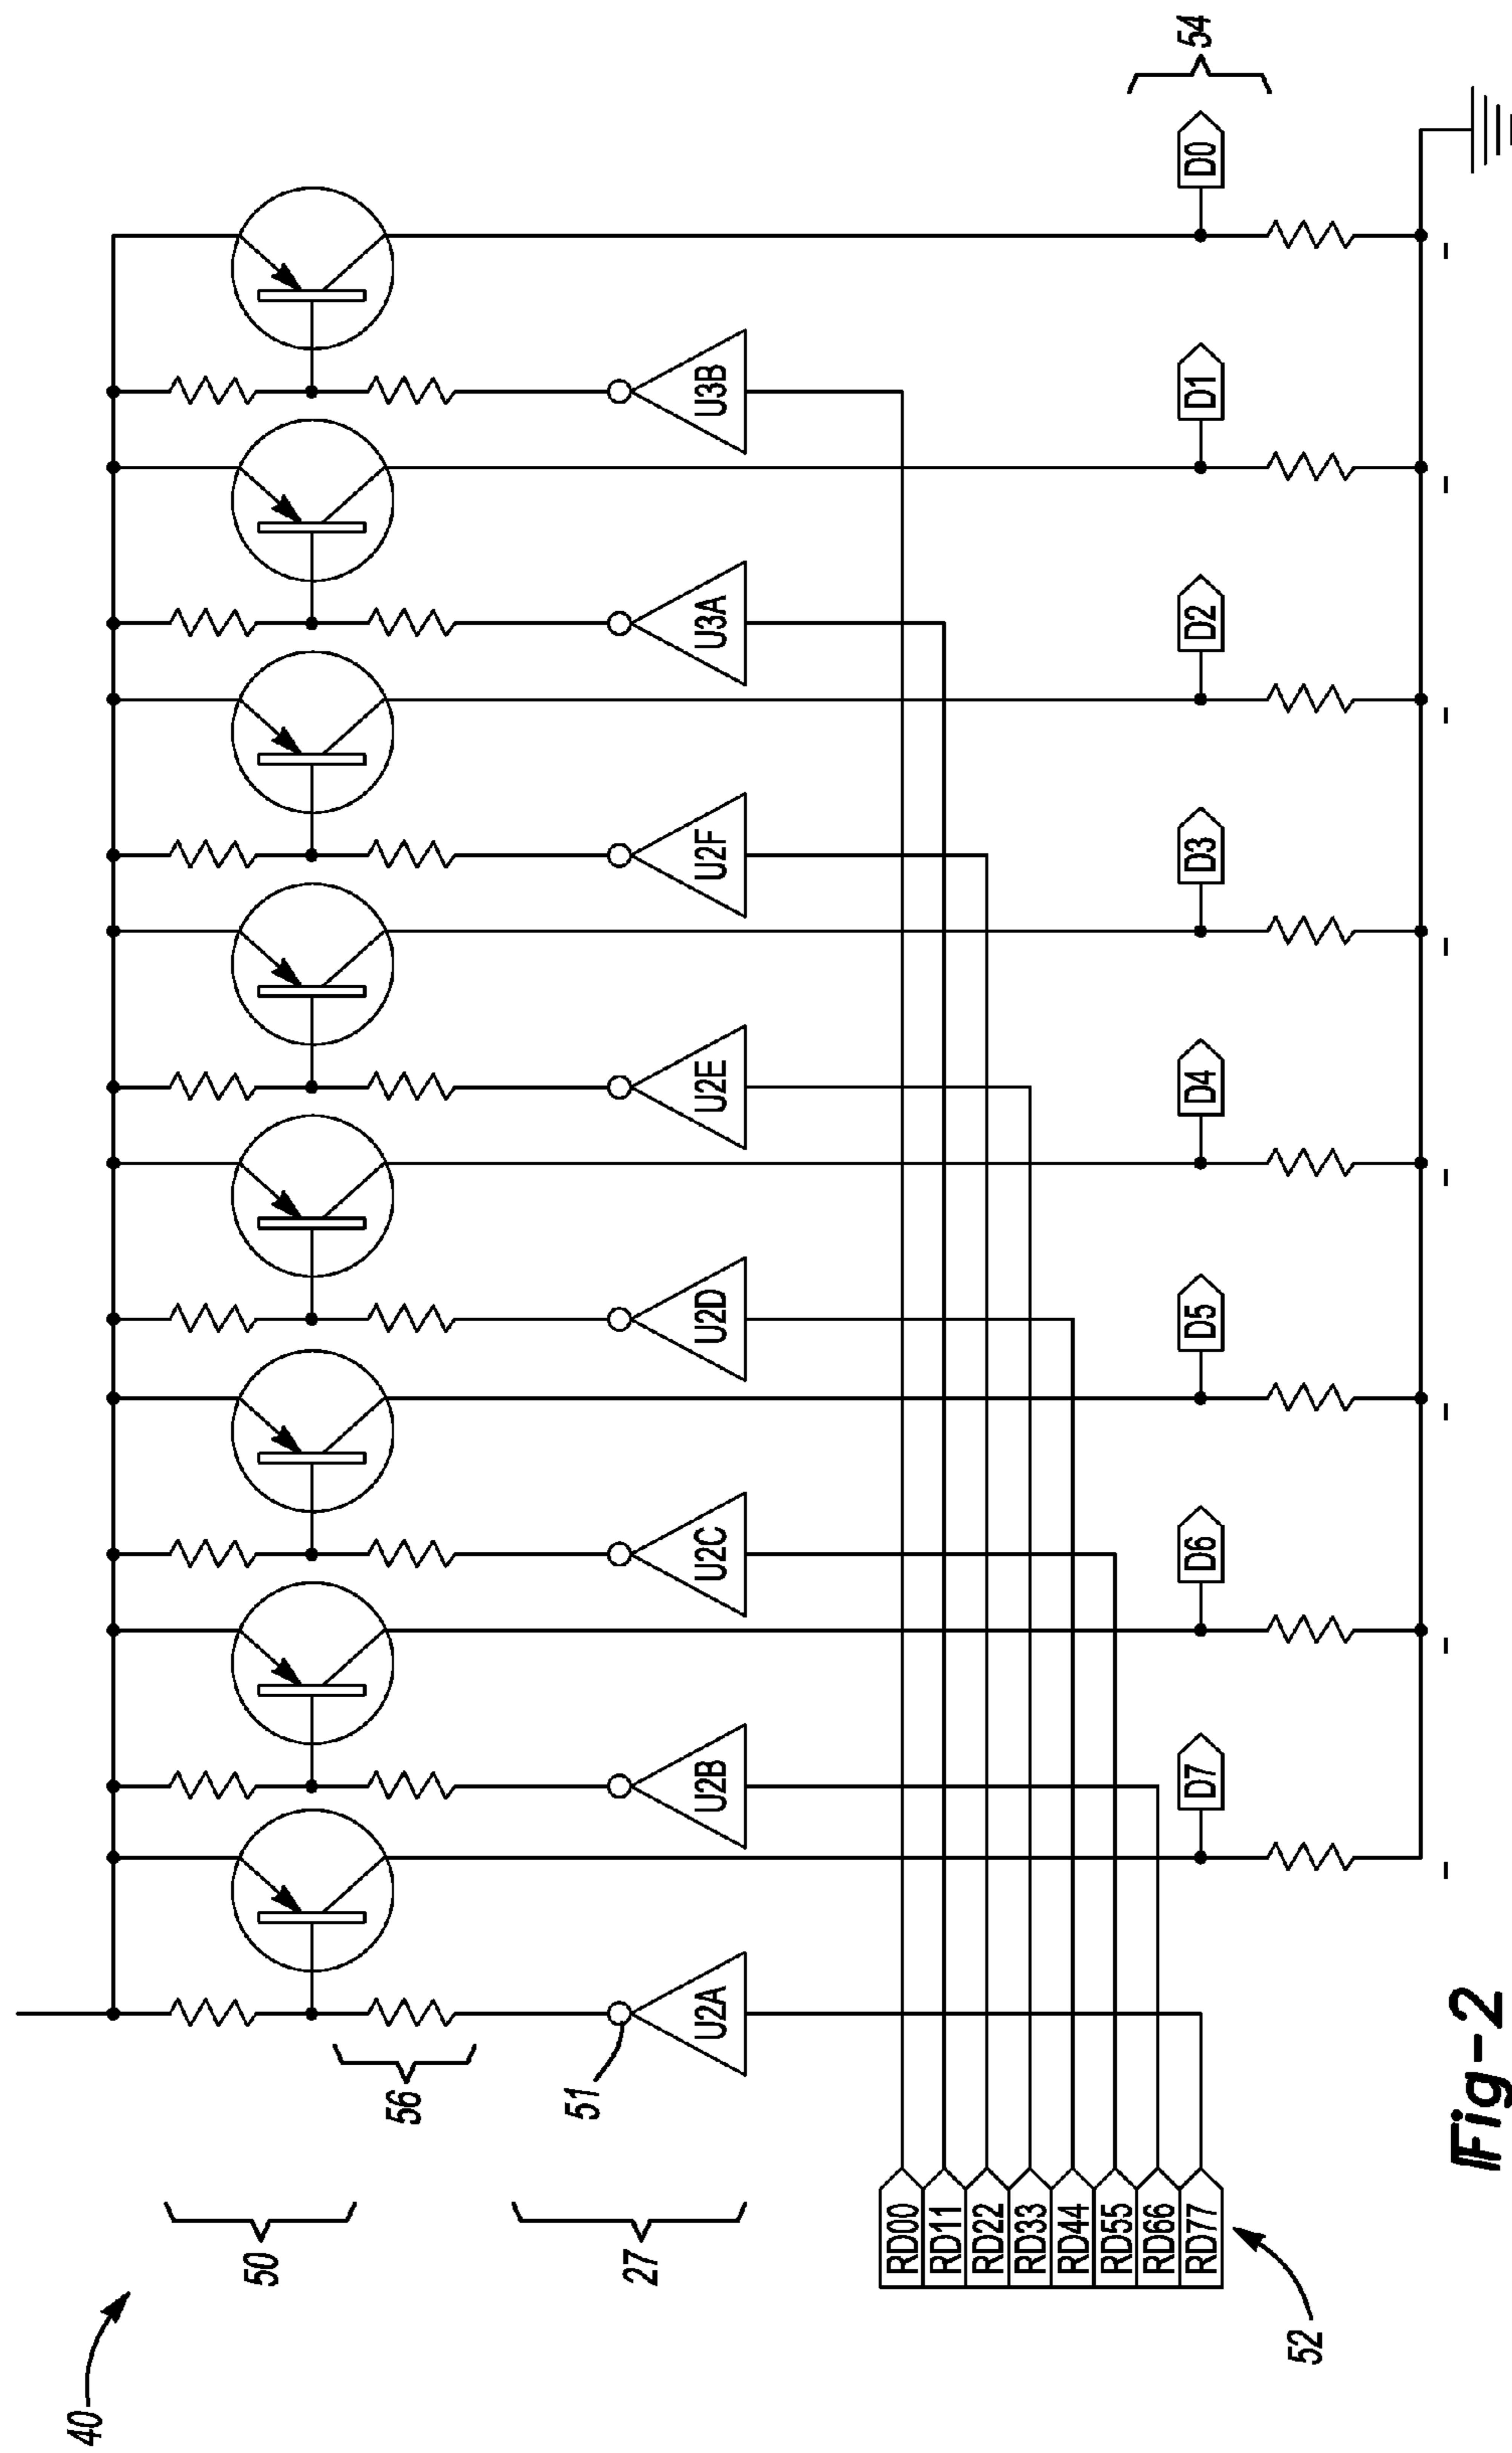 40
50
56
51
27
U2A
U2B
U2C
U2D
U2E
U2F
U3A
U3B
RD00
RD11
RD22
RD33
RD44
RD55
RD66
RD77
52
D7
D6
D5
D4
D3
D2
D1
D0
54
Fig-2